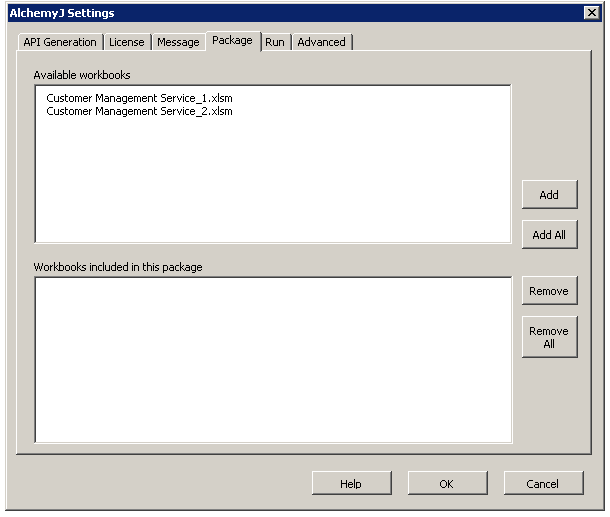 AlchemyJ Settings
API Generation License Message Package Run Advanced
Available workbooks
Customer Management Service_1.xlsm
Customer Management Service_2.xlsm
Add
Add All
Workbooks included in this package
Remove
Remove
All
Help OK Cancel